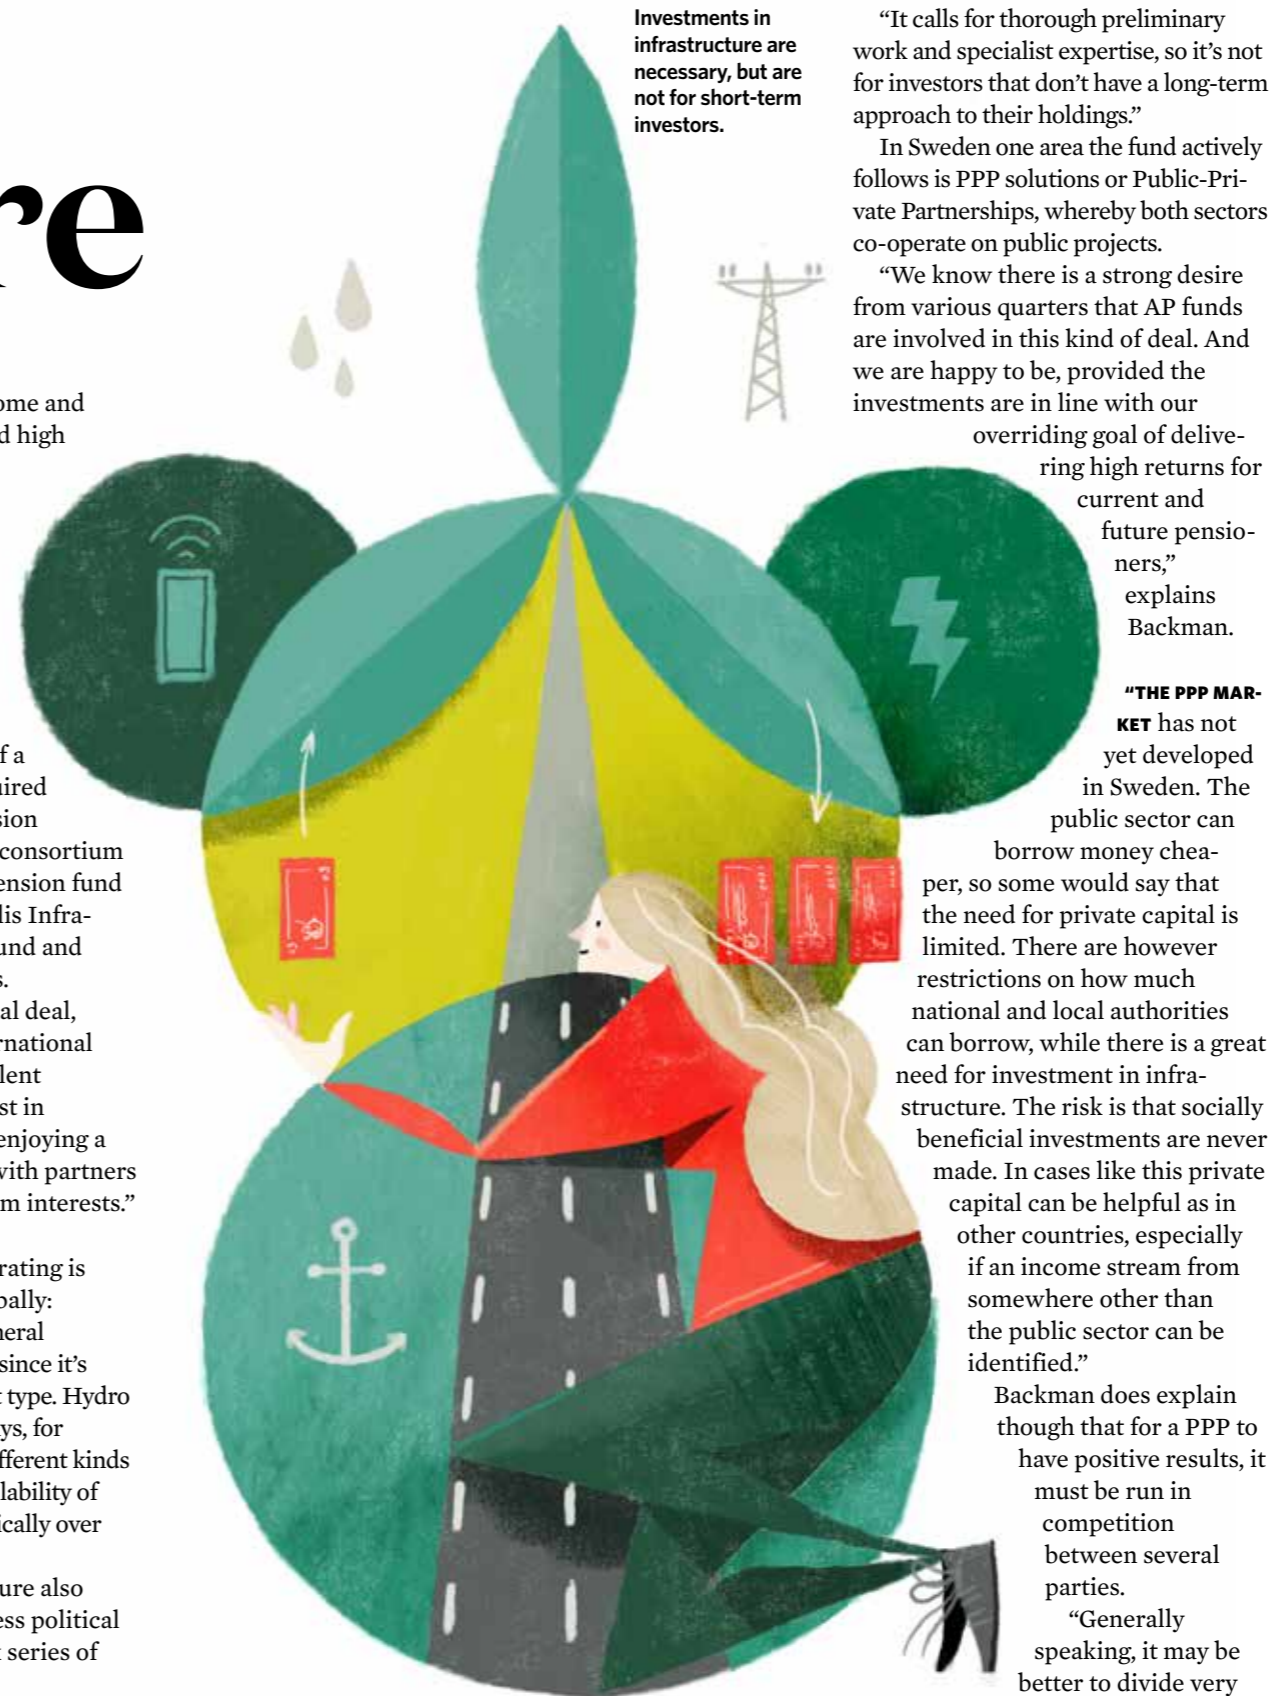 re
ome and
d high
f a
uired
sion
consortium
ension fund
lis Infra-
und and
s.
al deal,
rnational
lent
st in
enjoying a
with partners
m interests.”
rating is
bally:
neral
since it’s
t type. Hydro
ys, for
fferent kinds
lability of
ically over
ure also
ess political
series of
Investments in
infrastructure are
necessary, but are
not for short-term
investors.
“It calls for thorough preliminary
work and specialist expertise, so it’s not
for investors that don’t have a long-term
approach to their holdings.”
In Sweden one area the fund actively
follows is PPP solutions or Public-Pri-
vate Partnerships, whereby both sectors
co-operate on public projects.
“We know there is a strong desire
from various quarters that AP funds
are involved in this kind of deal. And
we are happy to be, provided the
investments are in line with our
overriding goal of delive-
ring high returns for
current and
future pensio-
ners,”
explains
Backman.
“THE PPP MAR-
KET has not
yet developed
in Sweden. The
public sector can
borrow money chea-
per, so some would say that
the need for private capital is
limited. There are however
restrictions on how much
national and local authorities
can borrow, while there is a great
need for investment in infra-
structure. The risk is that socially
beneficial investments are never
made. In cases like this private
capital can be helpful as in
other countries, especially
if an income stream from
somewhere other than
the public sector can be
identified.”
Backman does explain
though that for a PPP to
have positive results, it
must be run in
competition
between several
parties.
“Generally
speaking, it may be
better to divide very